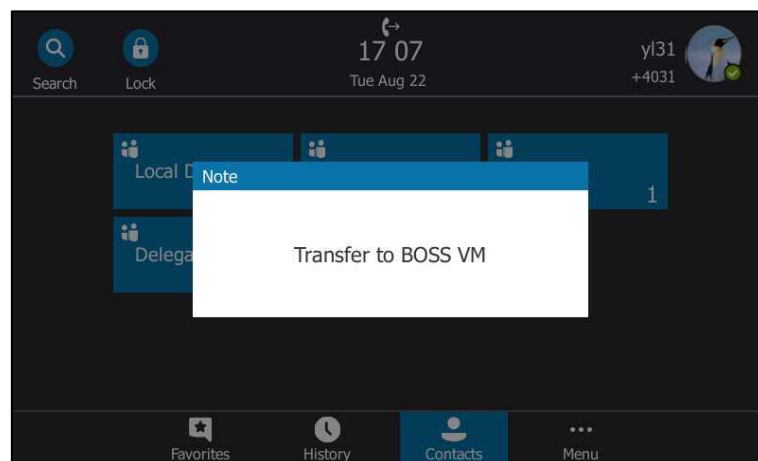 17 07
yl31
Search
Lock
Tue Aug 22
+4031
Local D
Note
1
Delega
Transfer to BOSS VM
Favorites
History
Contacts
Menu